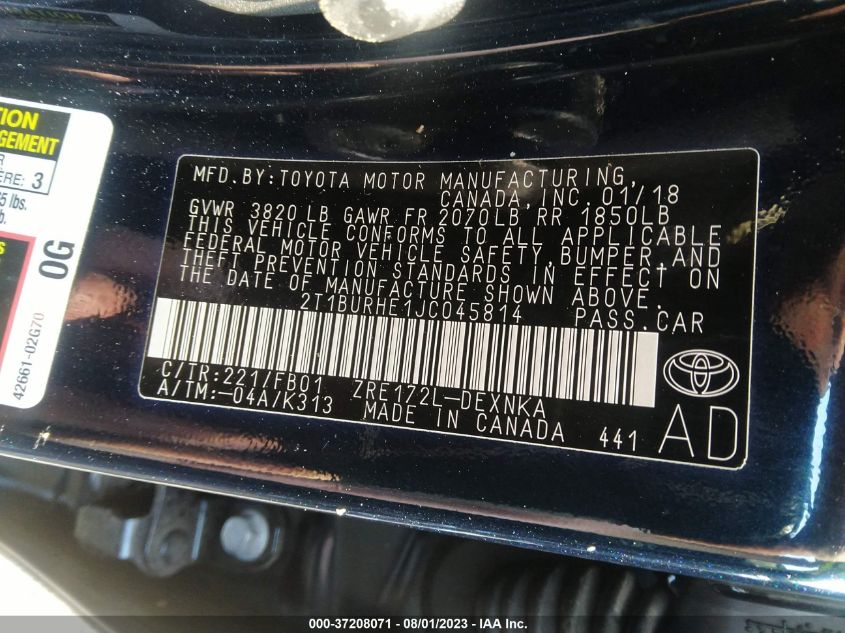 TION
GEMENT
3
lbs.
0G
42661-02G70
MFD.BY:TOYOTA MOTOR MANUFACTURING,
CANADA, INC. 01/18
GVWR 3820 LB GAWR FR 2070LB RR 1850LB
THIS VEHICLE CONFORMS TO ALL APPLICABLE
FEDERAL MOTOR VEHICLE SAFETY,BUMPER,AND
THEFT PREVENTION STANDARDS IN EFFECT ON
THE DATE OF MANUFACTURE SHOWN ABOVE.
2T1BURHE1JC045814 PASS.CAR
C/TR:221/FB01 ZRE172L-DEXNKA
A/TM:-04A/K313 MADE IN CANADA 441
AD
000-37208071 - 08/01/2023 - IAA Inc.